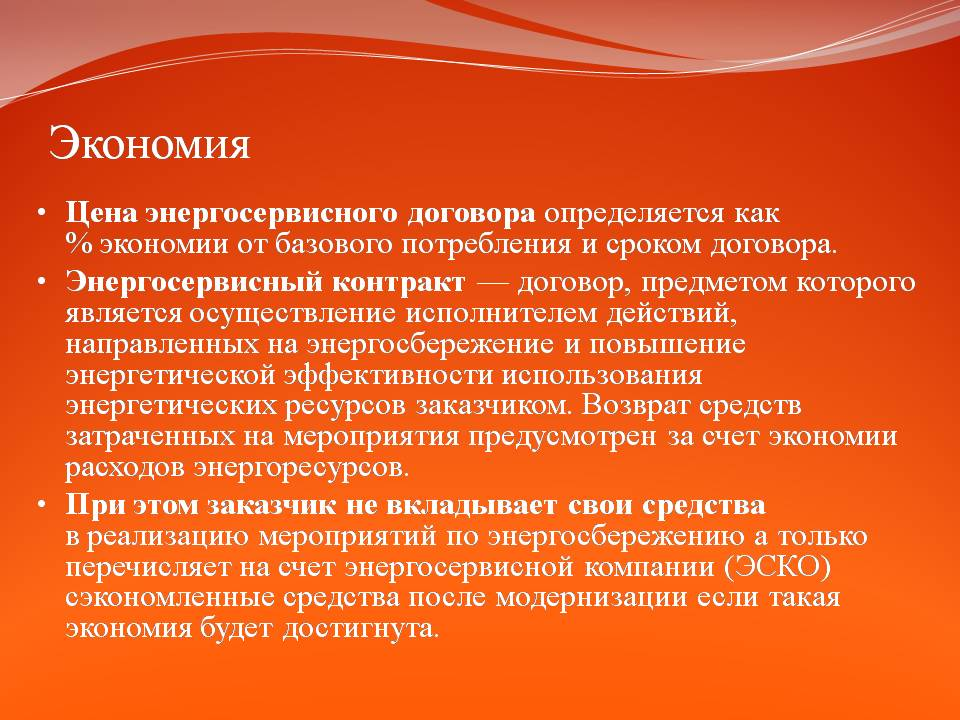 Экономия
• Цена энергосервисного договора определяется как
% экономии от базового потребления и сроком договора.
• Энергосервисный контракт — договор, предметом которого
является осуществление исполнителем действий,
направленных на энергосбережение и повышение
энергетической эффективности использования
энергетических ресурсов заказчиком. Возврат средств
затраченных на мероприятия предусмотрен за счет экономии
расходов энергоресурсов.
• При этом заказчик не вкладывает свои средства
в реализацию мероприятий по энергосбережению а только
перечисляет на счет энергосервисной компании (ЭСКО)
сэкономленные средства после модернизации если такая
экономия будет достигнута.